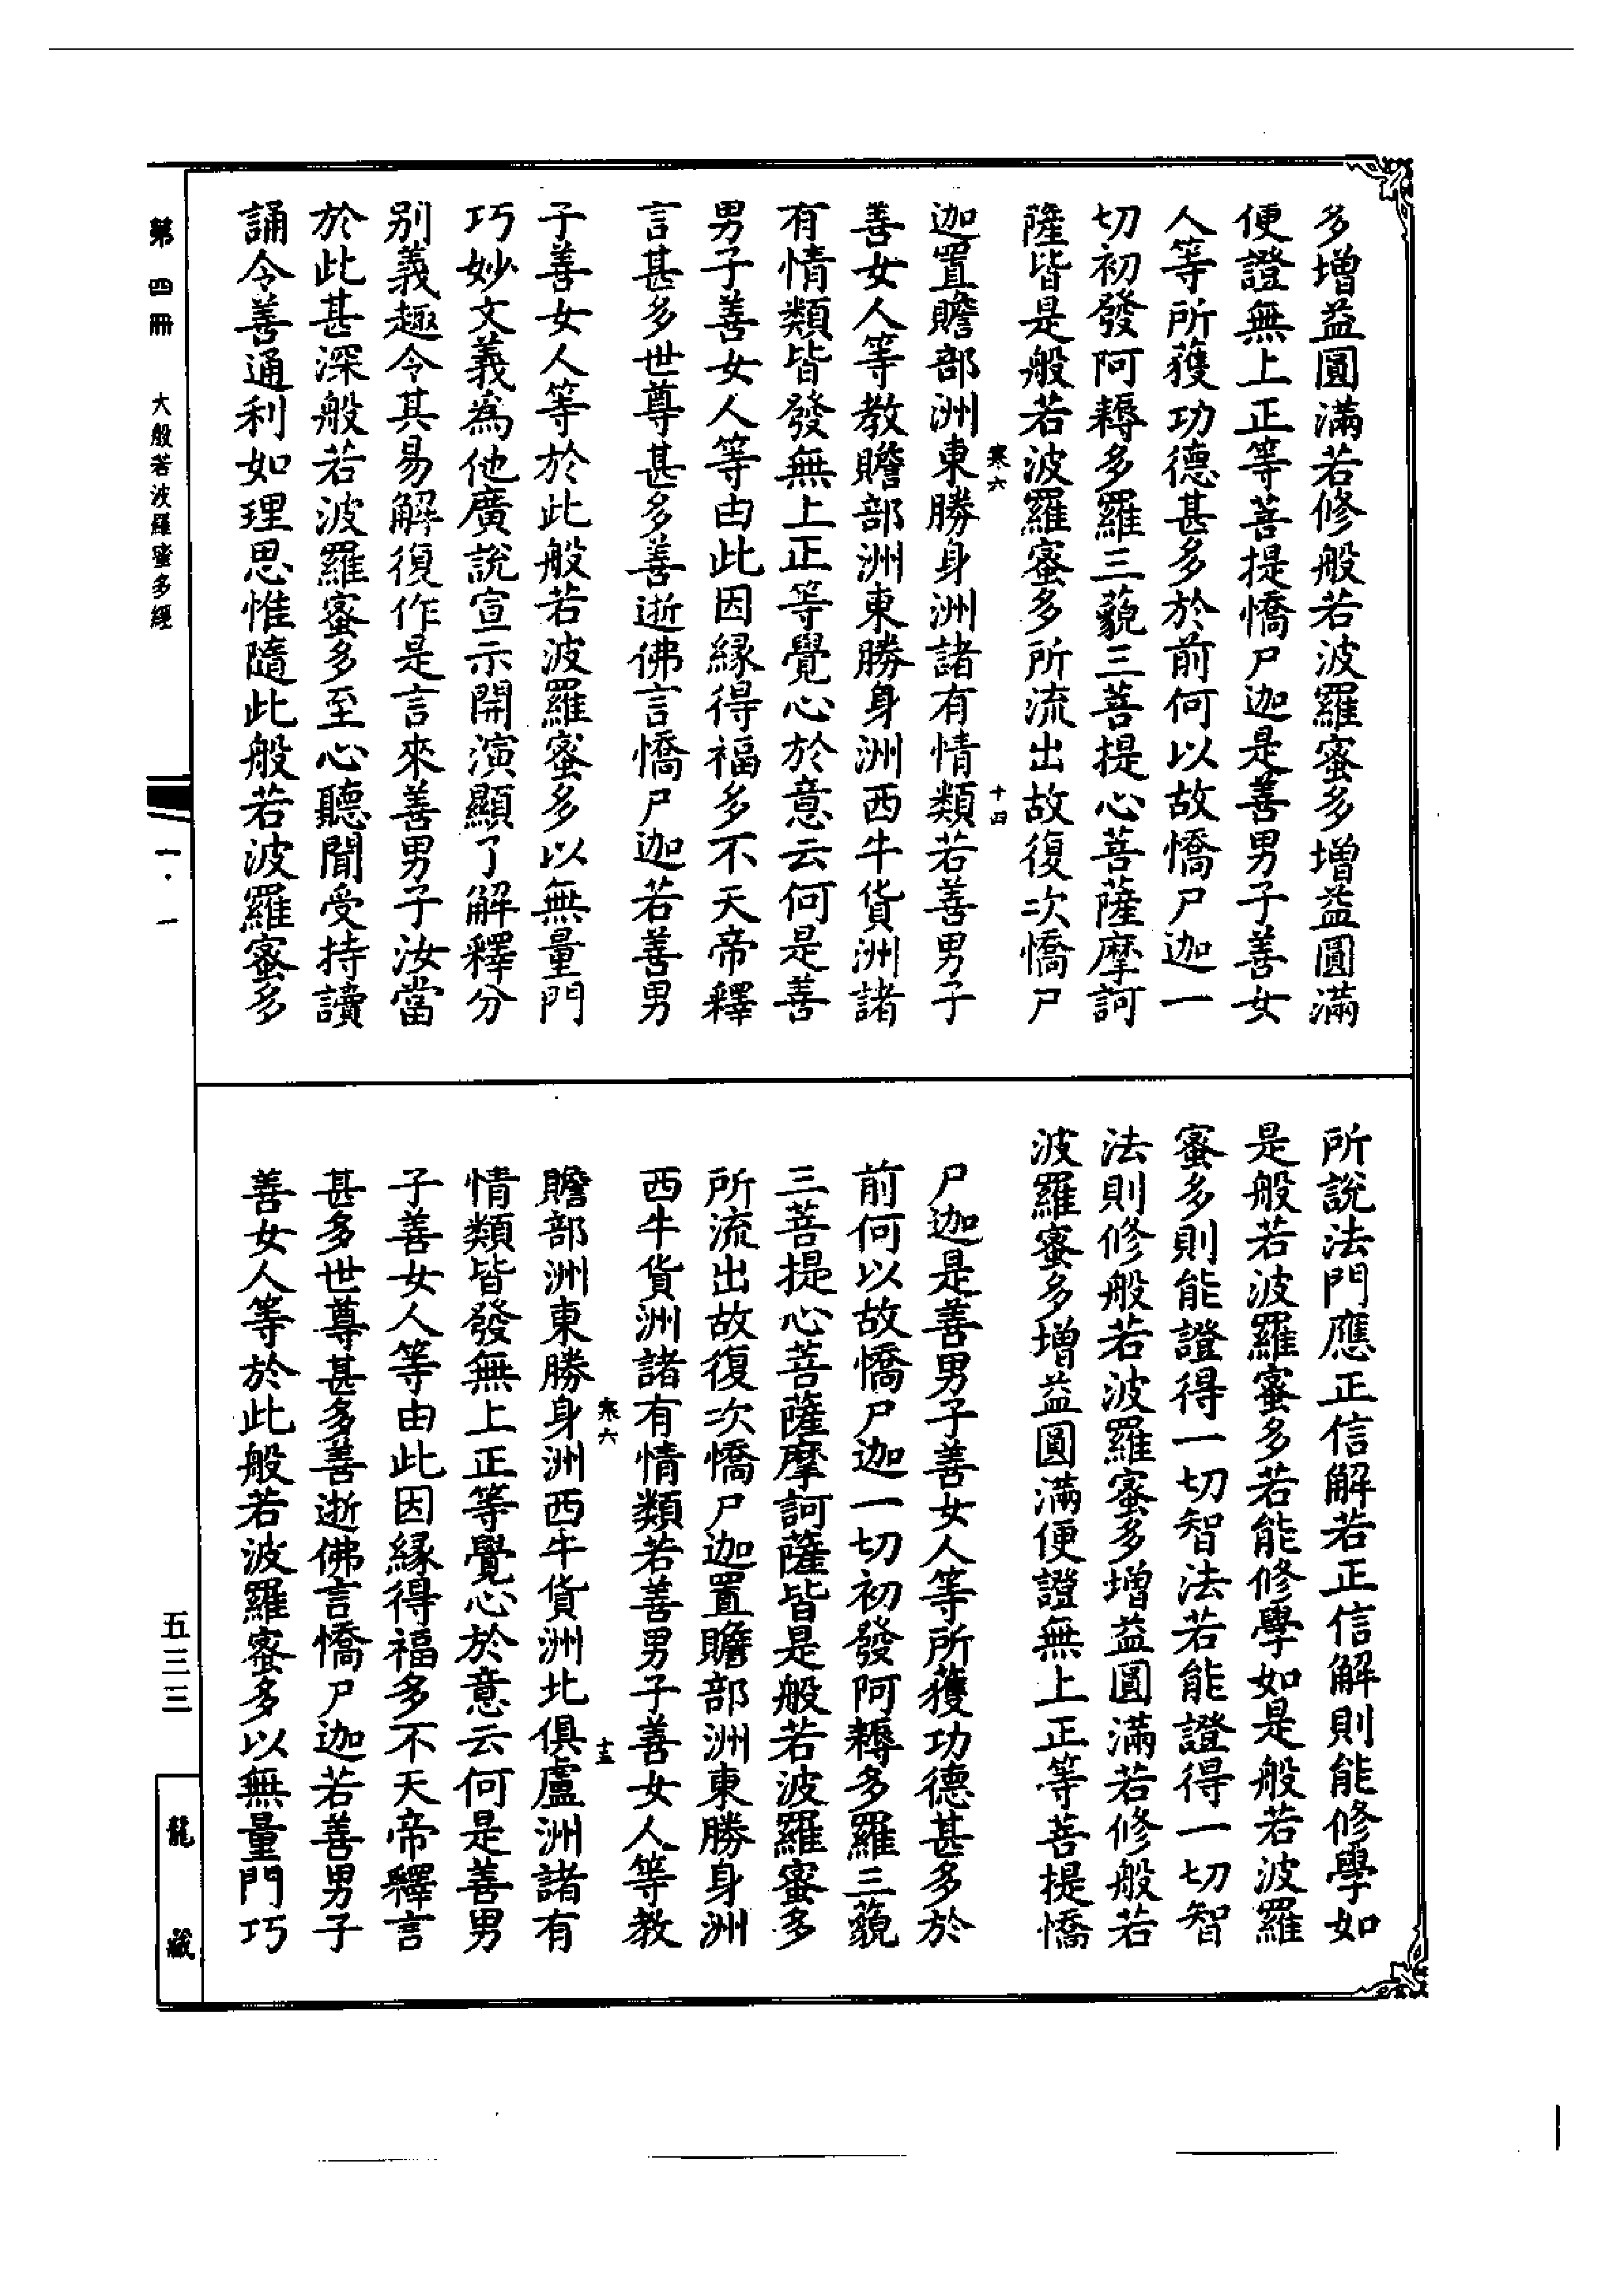 多增益圓滿若修般若波羅蜜多增益圓滿
便證無上正等菩提憍尸迦是善男子善女
人等所獲功德甚多於前何以故憍尸迦一
切初發阿耨多羅三藐三菩提心菩薩摩訶
薩皆是般若波羅蜜多所流出故復次憍尸
寒六
十四
迦置贍部洲東勝身洲諸有情類若善男子
善女人等教贍部洲東勝身洲西牛貨洲諸
有情類皆發無上正等覺心於意云何是善
男子善女人等由此因緣得福多不天帝釋
言甚多世尊甚多善逝佛言憍尸迦若善男
子善女人等於此般若波羅蜜多以無量門
巧妙文義為他廣說宣示開演顯了解釋分
別義趣令其易解復作是言來善男子汝當
於此甚深般若波羅蜜多至心聽聞受持讀
誦令善通利如理思惟隨此般若波羅蜜多
所說法門應正信解若正信解則能修學如
是般若波羅蜜多若能修學如是般若波羅
蜜多則能證得一切智法若能證得一切智
法則修般若波羅蜜多增益圓滿若修般若
波羅蜜多增益圓滿便證無上正等菩提憍
尸迦是善男子善女人等所獲功德甚多於
前何以故憍尸迦一切初發阿耨多羅三藐
三菩提心菩薩摩訶薩皆是般若波羅蜜多
所流出故復次憍尸迦置贍部洲東勝身洲
西牛貨洲諸有情類若善男子善女人等教
寒六
十五
贍部洲東勝身洲西牛貨洲北俱盧洲諸有
情類皆發無上正等覺心於意云何是善男
子善女人等由此因緣得福多不天帝釋言
甚多世尊甚多善逝佛言憍尸迦若善男子
善女人等於此般若波羅蜜多以無量門巧
第四冊 大般若波羅蜜多經
一·一
五三三
龍藏